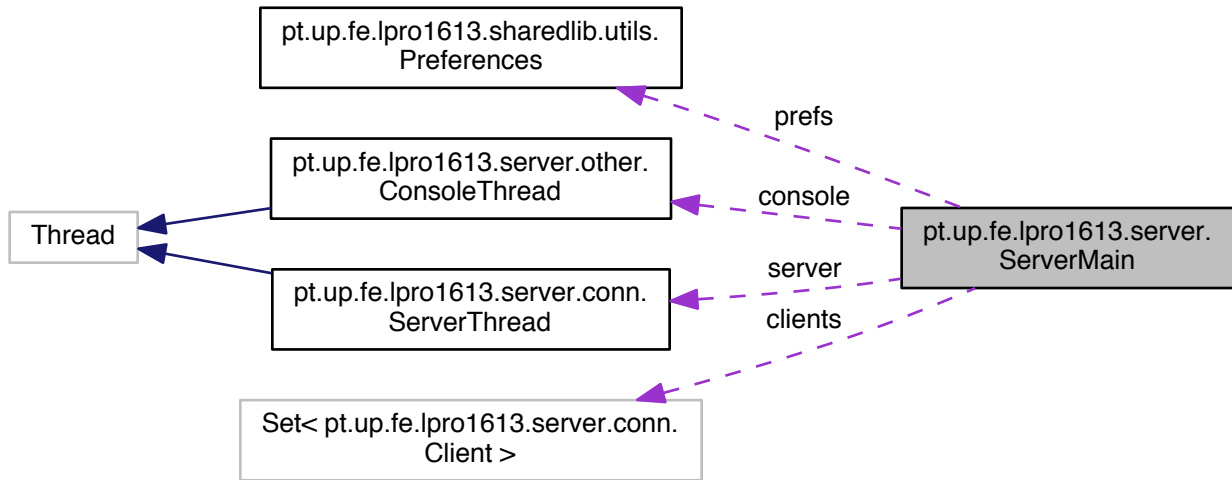 pt.up.fe.lpro1613.sharedlib.utils.
Preferences
prefs
pt.up.fe.lpro1613.server.other.
ConsoleThread
console
Thread
pt.up.fe.lpro1613.server.
ServerMain
server
pt.up.fe.lpro1613.server.conn.
ServerThread
clients
Set< pt.up.fe.lpro1613.server.conn.
Client >